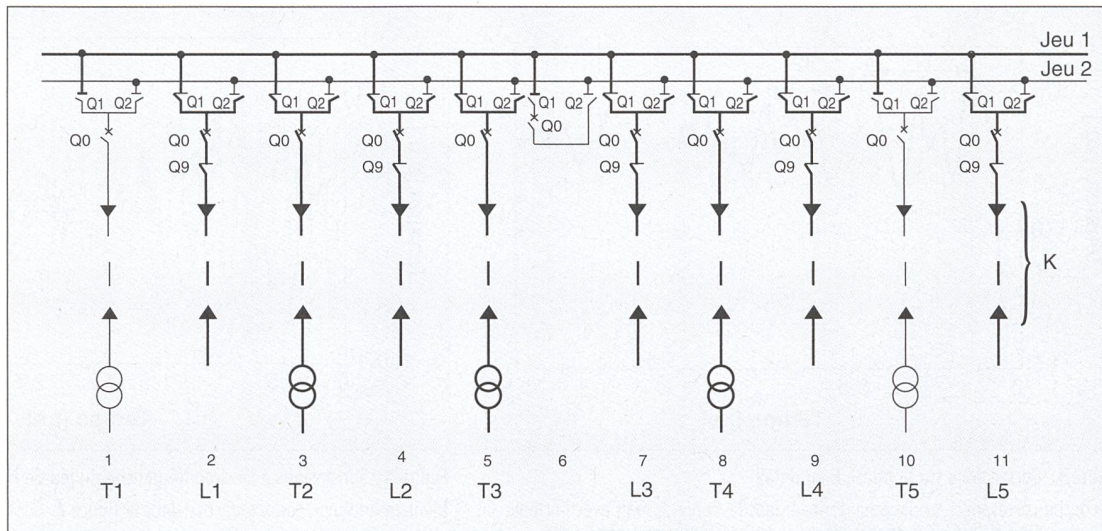 Jeu 1
Jeu 2
Q1 Q2 Q1 Q2 Q1 Q2 Q1 Q2 Q1 Q2 Q1 Q2 Q1 Q2 Q1 Q2 Q1 Q2 Q1 Q2 Q1 Q2
Q0 Q0 Q0 Q0 Q0 Q0 Q0 Q0 Q0 Q0 Q0
Q9 Q9 Q9 Q9 Q9
K
1 2 3 4 5 6 7 8 9 10 11
T1 L1 T2 L2 T3 L3 T4 L4 T5 L5